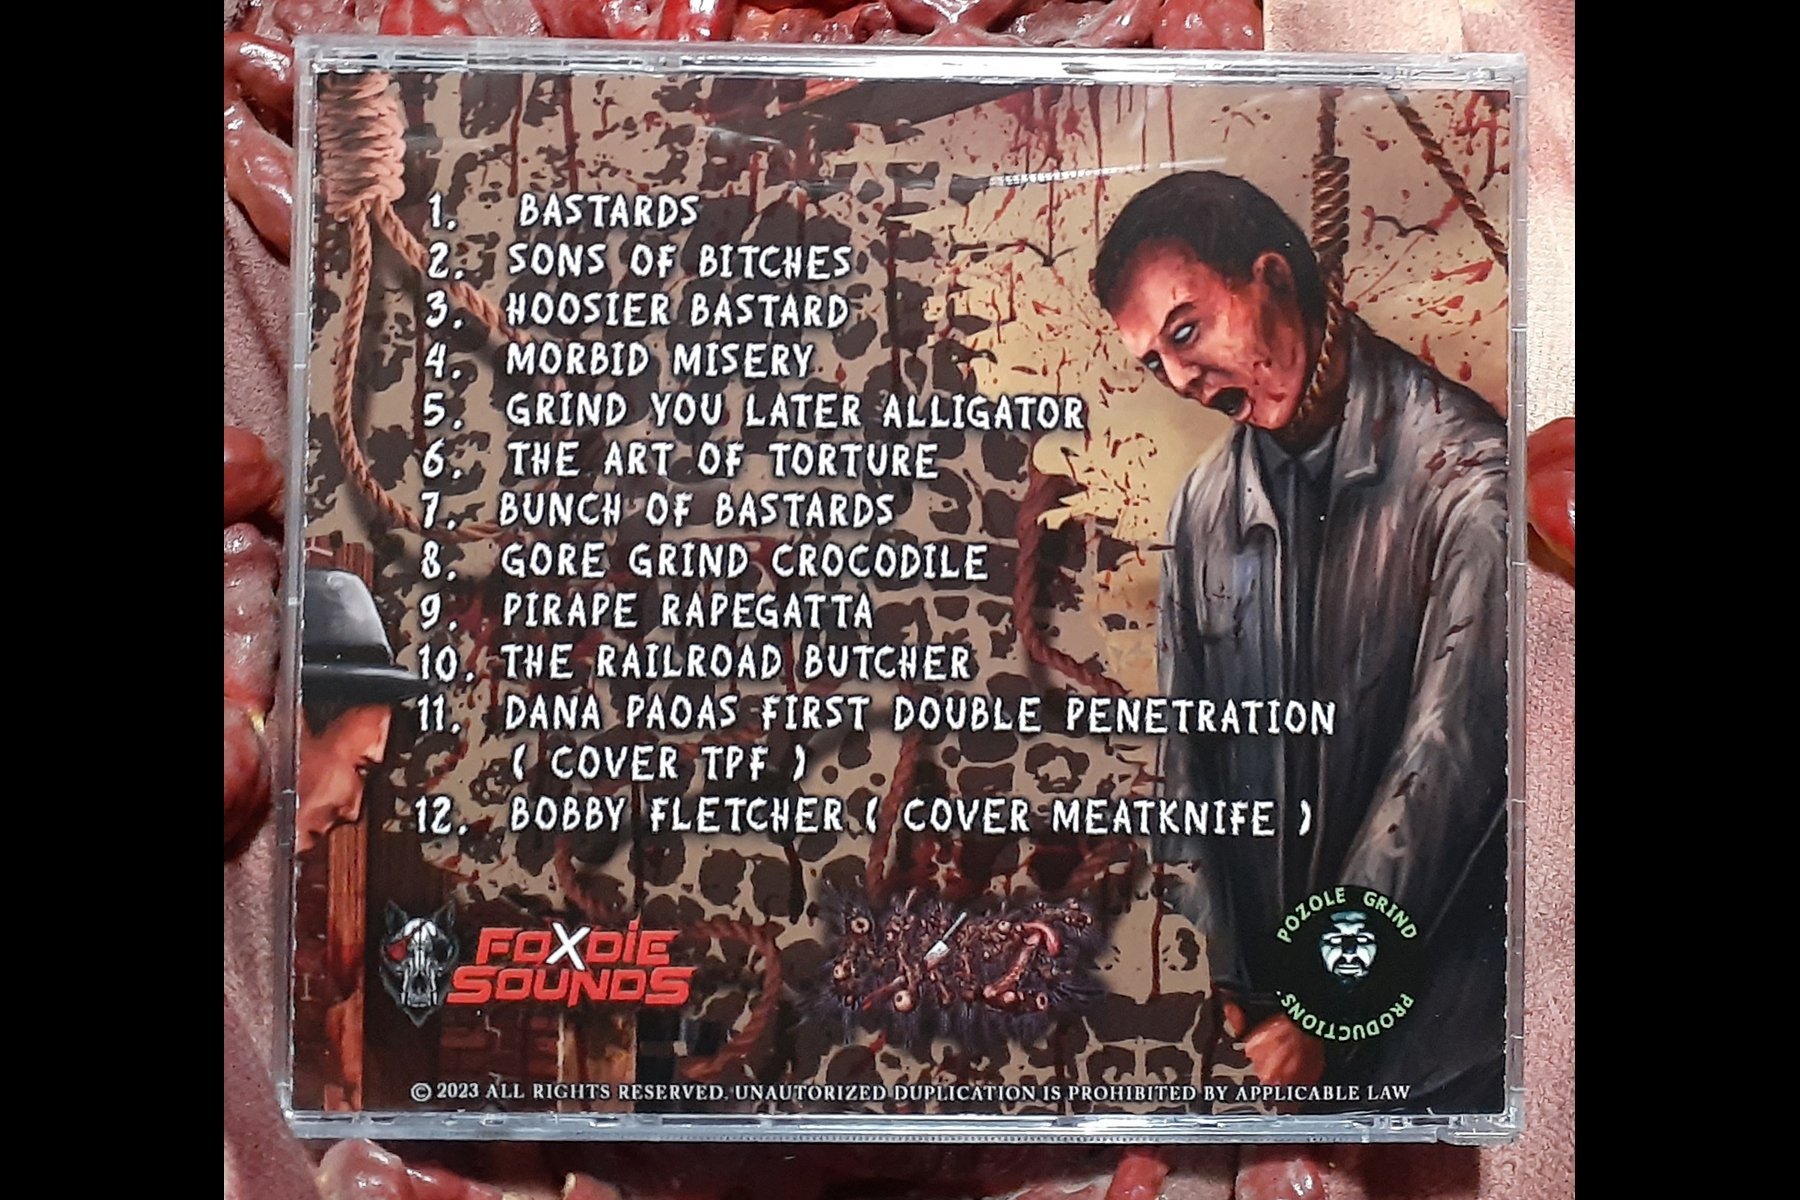 1. BASTARDS
2. SONS OF BITCHES
3. HOOSIER BASTARD
4. MORBID MISERY
5. GRIND YOU LATER ALLIGATOR
6. THE ART OF TORTURE
7. BUNCH OF BASTARDS
8. GORE GRIND CROCODILE
9. PIRAPE RAPEGATTA
10. THE RAILROAD BUTCHER
11. DANA PAOAS FIRST DOUBLE PENETRATION
( COVER TPF )
12. BOBBY FLETCHER ( COVER MEATKNIFE )
FOXDIE
SOUNDS
POZOLE GRIND
PRODUCTIONS.
© 2023 ALL RIGHTS RESERVED. UNAUTORIZED DUPLICATION IS PROHIBITED BY APPLICABLE LAW